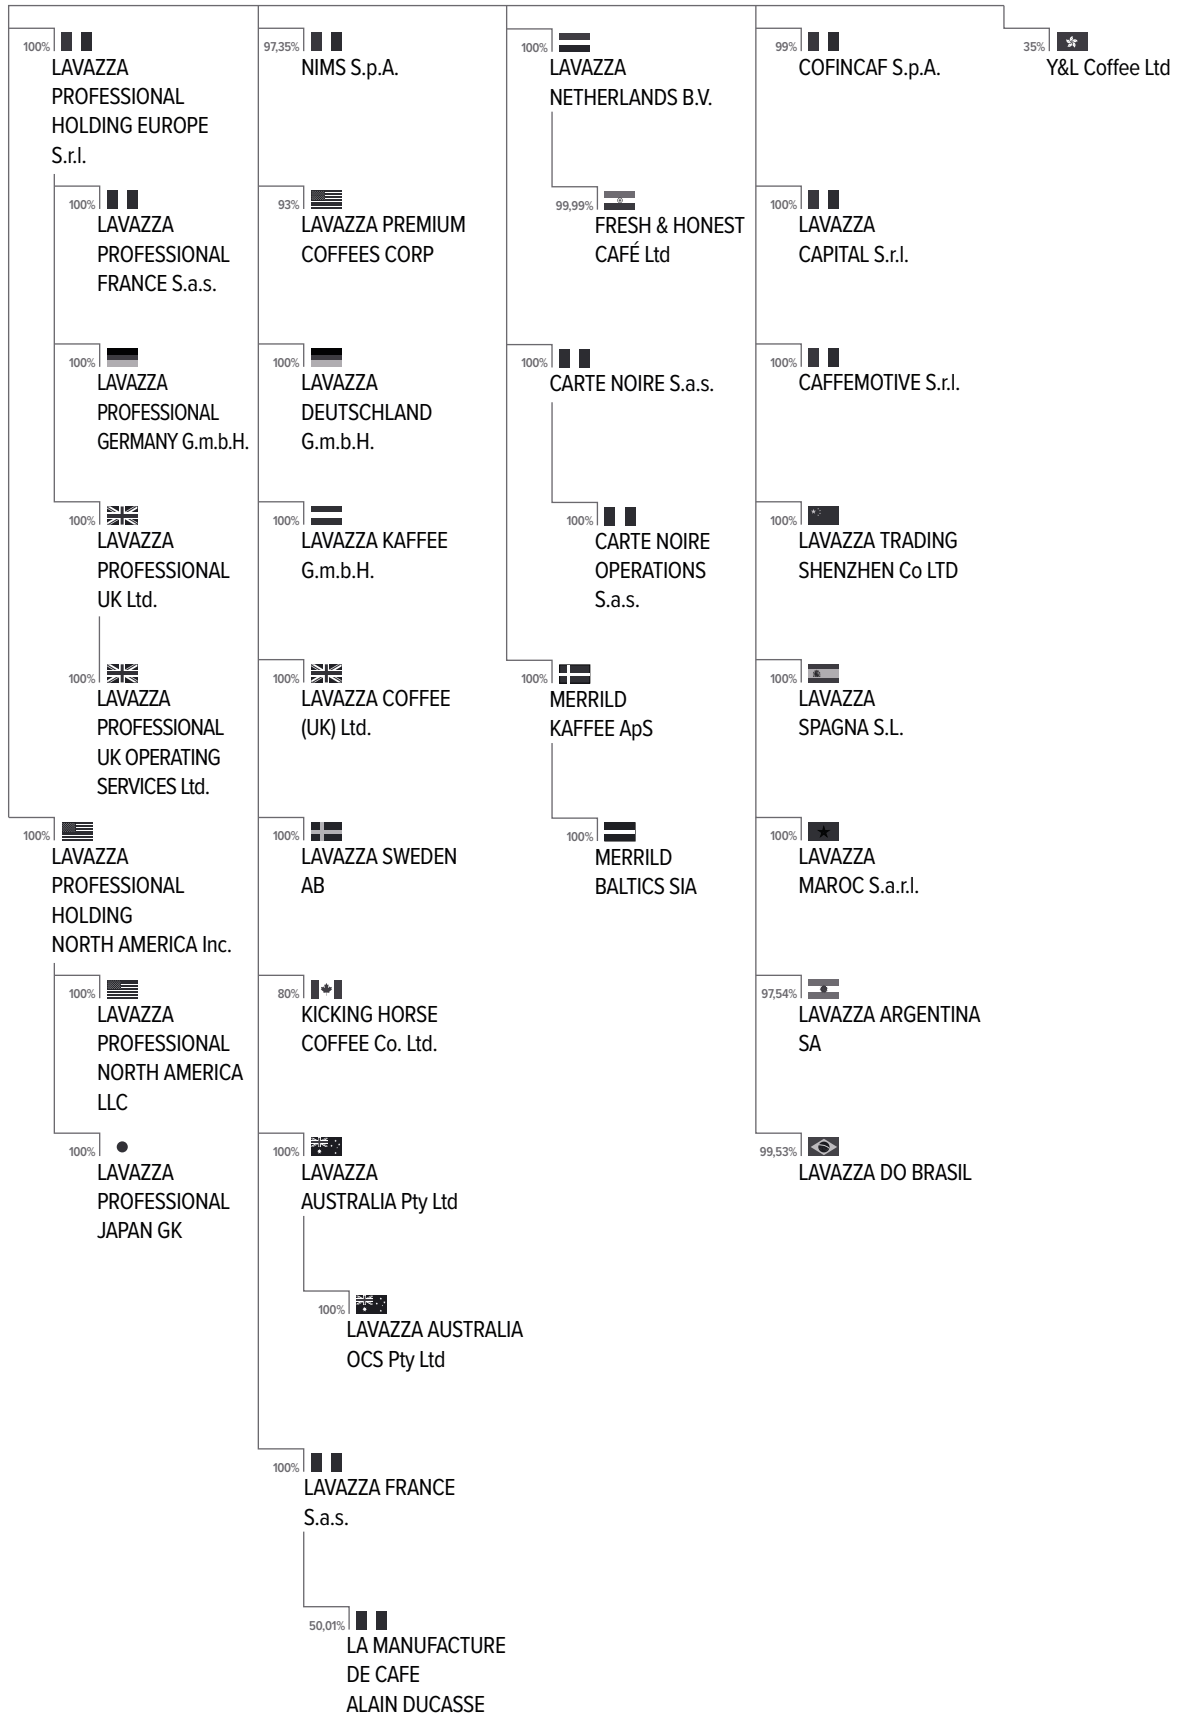 100%
LAVAZZA
PROFESSIONAL
HOLDING EUROPE
S.r.l.
100%
LAVAZZA
PROFESSIONAL
FRANCE S.a.s.
100%
LAVAZZA
PROFESSIONAL
GERMANY G.m.b.H.
100%
LAVAZZA
PROFESSIONAL
UK Ltd.
100%
LAVAZZA
PROFESSIONAL
UK OPERATING
SERVICES Ltd.
100%
LAVAZZA
PROFESSIONAL
HOLDING
NORTH AMERICA Inc.
100%
LAVAZZA
PROFESSIONAL
NORTH AMERICA
LLC
100%
LAVAZZA
PROFESSIONAL
JAPAN GK
97,35%
NIMS S.p.A.
93%
LAVAZZA PREMIUM
COFFEES CORP
100%
LAVAZZA
DEUTSCHLAND
G.m.b.H.
100%
LAVAZZA KAFFEE
G.m.b.H.
100%
LAVAZZA COFFEE
(UK) Ltd.
100%
LAVAZZA SWEDEN
AB
80%
KICKING HORSE
COFFEE Co. Ltd.
100%
LAVAZZA
AUSTRALIA Pty Ltd
100%
LAVAZZA AUSTRALIA
OCS Pty Ltd
100%
LAVAZZA FRANCE
S.a.s.
50,01%
LA MANUFACTURE
DE CAFE
ALAIN DUCASSE
100%
LAVAZZA
NETHERLANDS B.V.
99,99%
FRESH & HONEST
CAFÉ Ltd
100%
CARTE NOIRE S.a.s.
100%
CARTE NOIRE
OPERATIONS
S.a.s.
100%
MERRILD
KAFFEE ApS
100%
MERRILD
BALTICS SIA
99%
COFINCAF S.p.A.
100%
LAVAZZA
CAPITAL S.r.l.
100%
CAFFEMOTIVE S.r.l.
100%
LAVAZZA TRADING
SHENZHEN Co LTD
100%
LAVAZZA
SPAGNA S.L.
100%
LAVAZZA
MAROC S.a.r.l.
97,54%
LAVAZZA ARGENTINA
SA
99,53%
LAVAZZA DO BRASIL
35%
Y&L Coffee Ltd